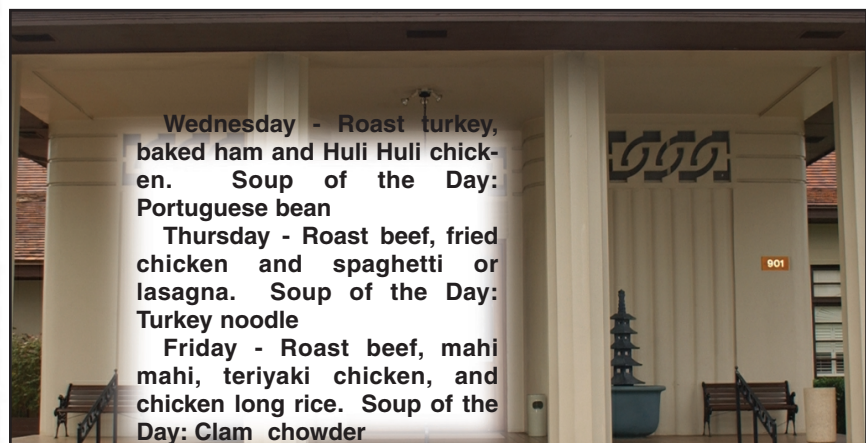 Wednesday - Roast turkey,
baked ham and Huli Huli chick-
en. Soup of the Day:
Portuguese bean
Thursday - Roast beef, fried
chicken and spaghetti or
lasagna. Soup of the Day:
Turkey noodle
Friday - Roast beef, mahi
mahi, teriyaki chicken, and
chicken long rice. Soup of the
Day: Clam chowder
901